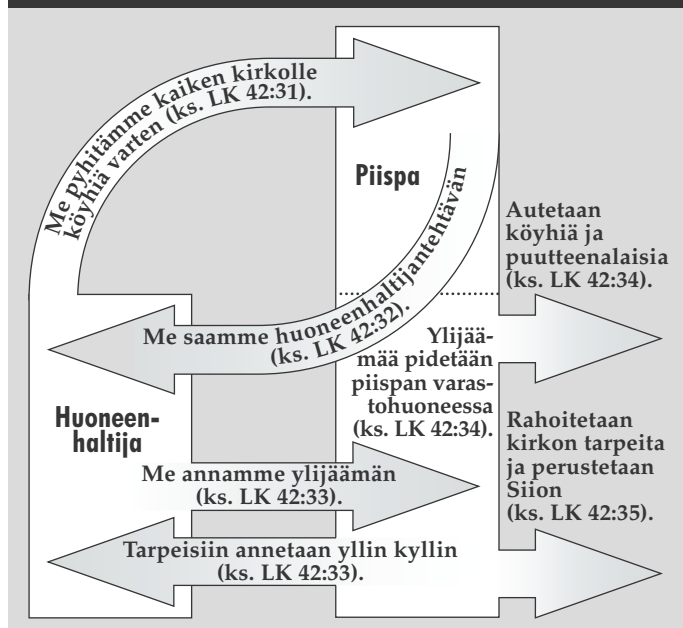 Me pyhitämme kaiken kirkolle
köyhiä varten (ks. LK 42:31).
Piispa
Autetaan
köyhiä ja
puutteenalaisia
(ks. LK 42:34).
Me saamme huoneenhaltijantehtävän
(ks. LK 42:32).
Ylijää-
mää pidetään
piispan varas-
tohuoneessa
(ks. LK 42:34).
Huoneen-
haltija
Rahoitetaan
kirkon tarpeita
ja perustetaan
Siion
(ks. LK 42:35).
Me annamme ylijäämän
(ks. LK 42:33).
Tarpeisiin annetaan yllin kyllin
(ks. LK 42:33).